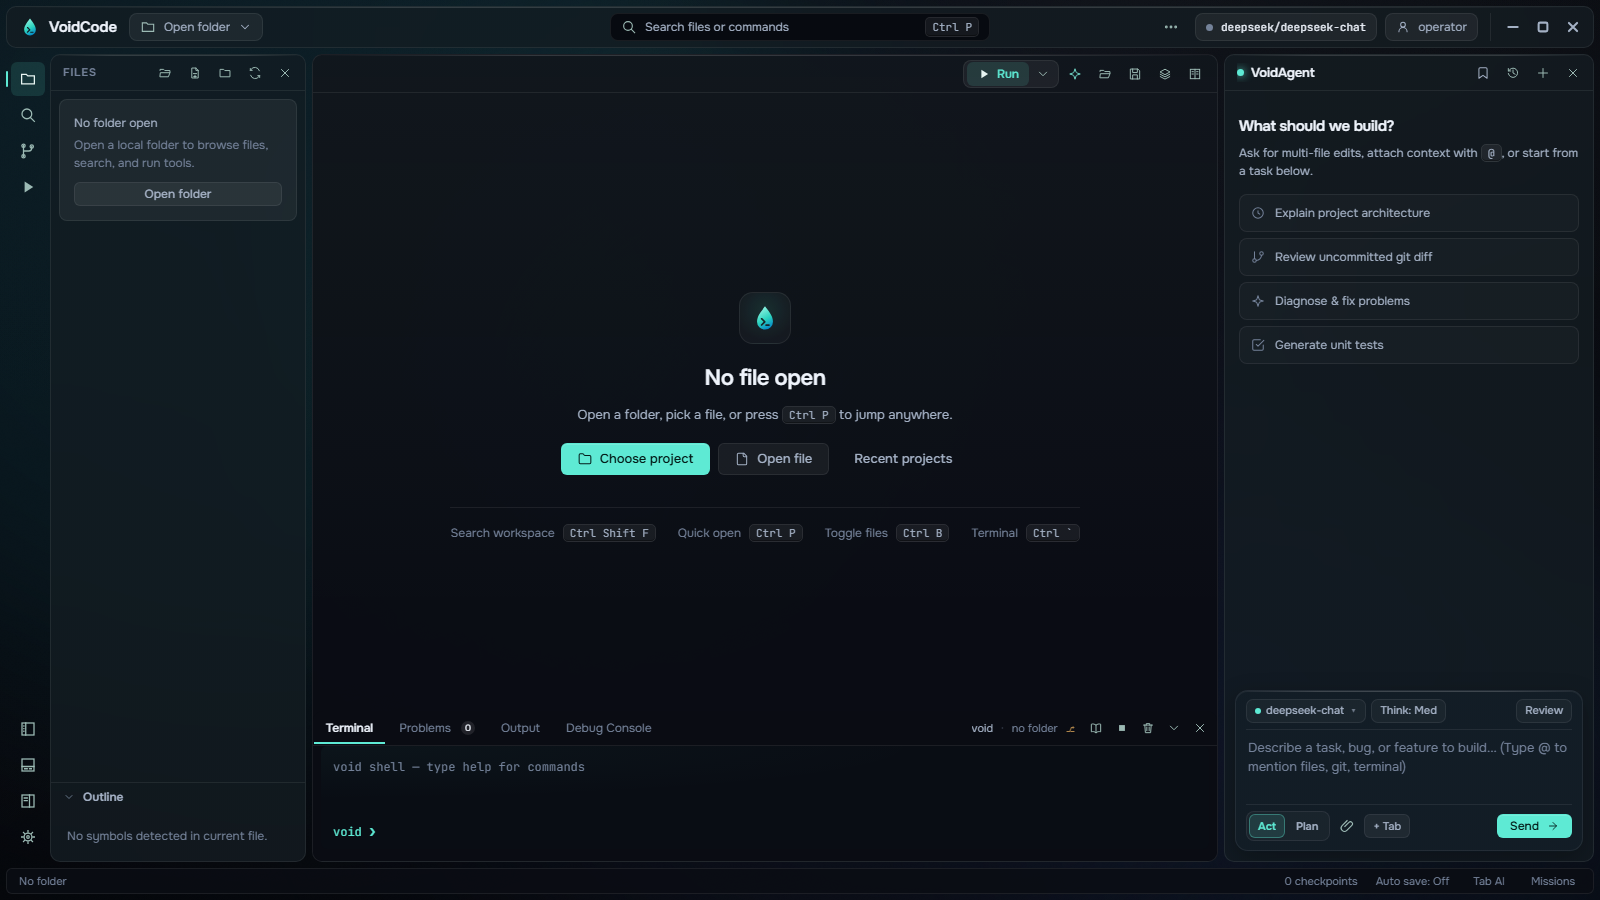 VoidCode
Open folder
Search files or commands
Ctrl P
deepseek/deepseek-chat
operator
FILES
No folder open
Open a local folder to browse files,
search, and run tools.
Open folder
Outline
No symbols detected in current file.
Run
No file open
Open a folder, pick a file, or press Ctrl P to jump anywhere.
Choose project
Open file
Recent projects
Search workspace Ctrl Shift F
Quick open Ctrl P
Toggle files Ctrl B
Terminal Ctrl `
Terminal
Problems 0
Output
Debug Console
void · no folder
void shell — type help for commands
void ❯
VoidAgent
What should we build?
Ask for multi-file edits, attach context with @, or start from
a task below.
Explain project architecture
Review uncommitted git diff
Diagnose & fix problems
Generate unit tests
deepseek-chat
Think: Med
Review
Describe a task, bug, or feature to build... (Type @ to
mention files, git, terminal)
Act
Plan
+ Tab
Send →
No folder
0 checkpoints
Auto save: Off
Tab AI
Missions